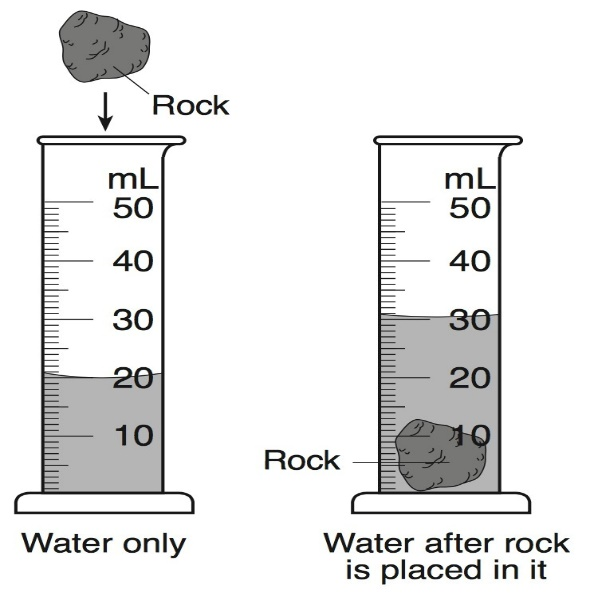 Rock
mL
50
40
30
20
10
Water only
mL
50
40
30
20
10
Rock
Water after rock
is placed in it